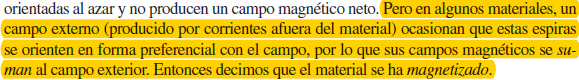 orientadas al azar y no producen un campo magnético neto. Pero en algunos materiales, un
campo externo (producido por corrientes afuera del material) ocasionan que estas espiras
se orienten en forma preferencial con el campo, por lo que sus campos magnéticos se su-
man al campo exterior. Entonces decimos que el material se ha magnetizado.